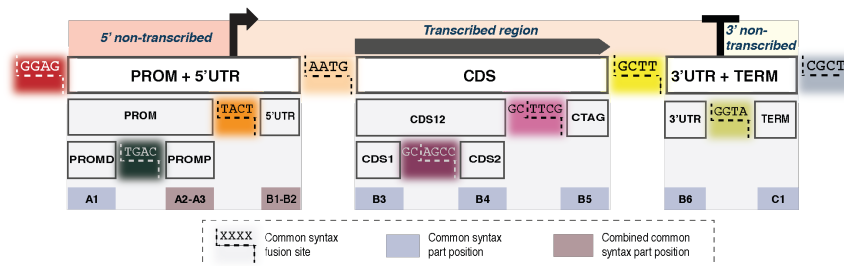 5' non-transcribed
Transcribed region
3' non-
transcribed
GGAG
PROM + 5'UTR
AATG
CDS
GCTT
3'UTR + TERM
CGCT
PROM
TACT
5'UTR
CDS12
GC TTCG
CTAG
3'UTR
GGTA
TERM
PROMD
TGAC
PROMP
CDS1
GC AGCC
CDS2
A1
A2-A3
B1-B2
B3
B4
B5
B6
C1
XXXX
Common syntax
fusion site
Common syntax
part position
Combined common
syntax part position